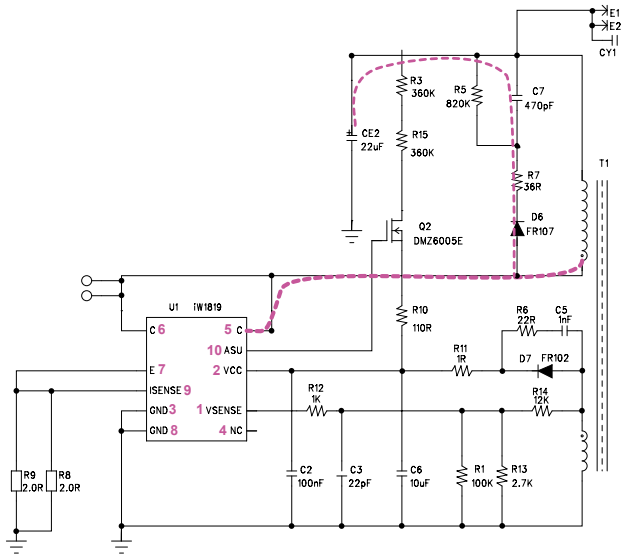 E1
E2
CY1
R3
360K
R5
820K
C7
470pF
CE2
22uF
R15
360K
T1
R7
36R
D6
FR107
Q2
DMZ6005E
U1 iW1819
C 6
5 C
10 ASU
E 7
2 VCC
ISENSE 9
GND 3
1 VSENSE
GND 8
4 NC
R10
110R
R6
22R
C5
1nF
R11
1R
D7 FR102
R12
1K
R14
12K
R9
2.0R
R8
2.0R
C2
100nF
C3
22pF
C6
10uF
R1
100K
R13
2.7K